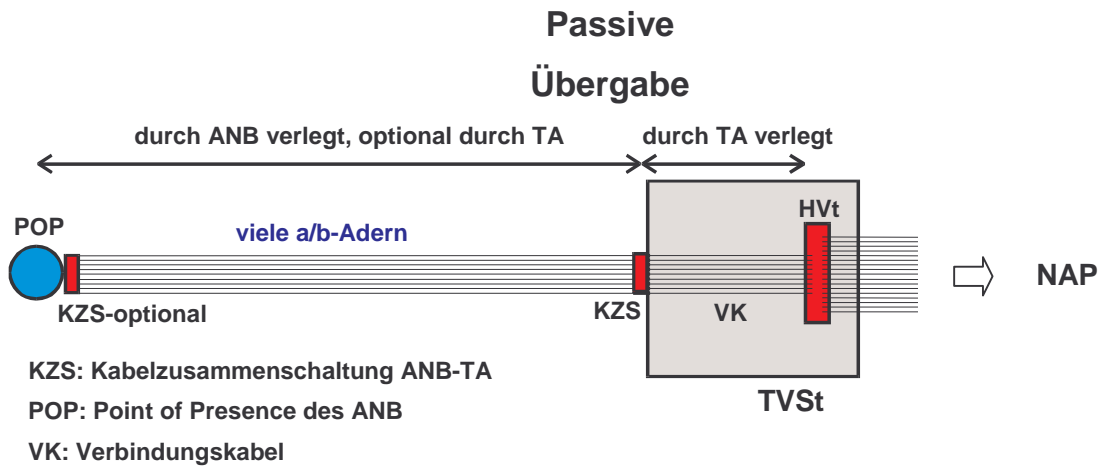 Passive
Übergabe
durch ANB verlegt, optional durch TA
durch TA verlegt
POP
viele a/b-Adern
HVt
KZS-optional
KZS
VK
NAP
TVSt
KZS: Kabelzusammenschaltung ANB-TA
POP: Point of Presence des ANB
VK: Verbindungskabel